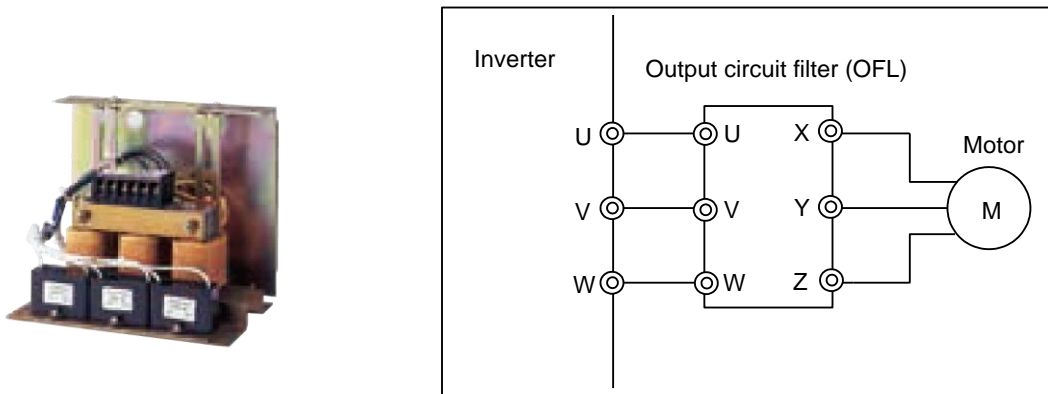 Inverter
Output circuit filter (OFL)
U U X
Motor
V V Y M
W W Z